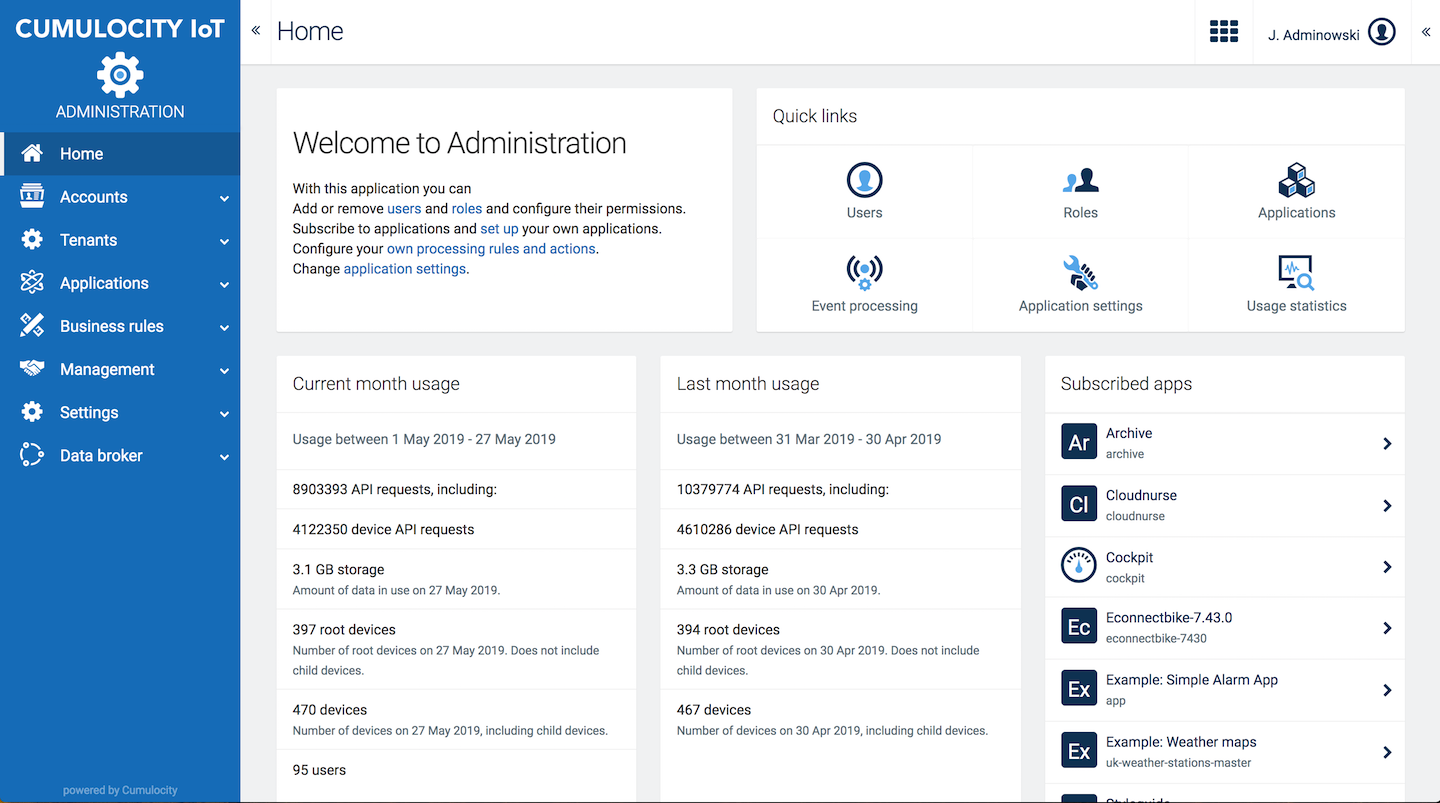 CUMULOCITY IoT
ADMINISTRATION
Home
Accounts
Tenants
Applications
Business rules
Management
Settings
Data broker
powered by Cumulocity
Home
J. Adminowski
Welcome to Administration
With this application you can
Add or remove users and roles and configure their permissions.
Subscribe to applications and set up your own applications.
Configure your own processing rules and actions.
Change application settings.
Quick links
Users
Roles
Applications
Event processing
Application settings
Usage statistics
Current month usage
Usage between 1 May 2019 - 27 May 2019
8903393 API requests, including:
4122350 device API requests
3.1 GB storage
Amount of data in use on 27 May 2019.
397 root devices
Number of root devices on 27 May 2019. Does not include
child devices.
470 devices
Number of devices on 27 May 2019, including child devices.
95 users
Last month usage
Usage between 31 Mar 2019 - 30 Apr 2019
10379774 API requests, including:
4610286 device API requests
3.3 GB storage
Amount of data in use on 30 Apr 2019.
394 root devices
Number of root devices on 30 Apr 2019. Does not include
child devices.
467 devices
Number of devices on 30 Apr 2019, including child devices.
Subscribed apps
Ar
Archive
archive
Cl
Cloudnurse
cloudnurse
Cockpit
cockpit
Ec
Econnectbike-7.43.0
econnectbike-7430
Ex
Example: Simple Alarm App
app
Ex
Example: Weather maps
uk-weather-stations-master